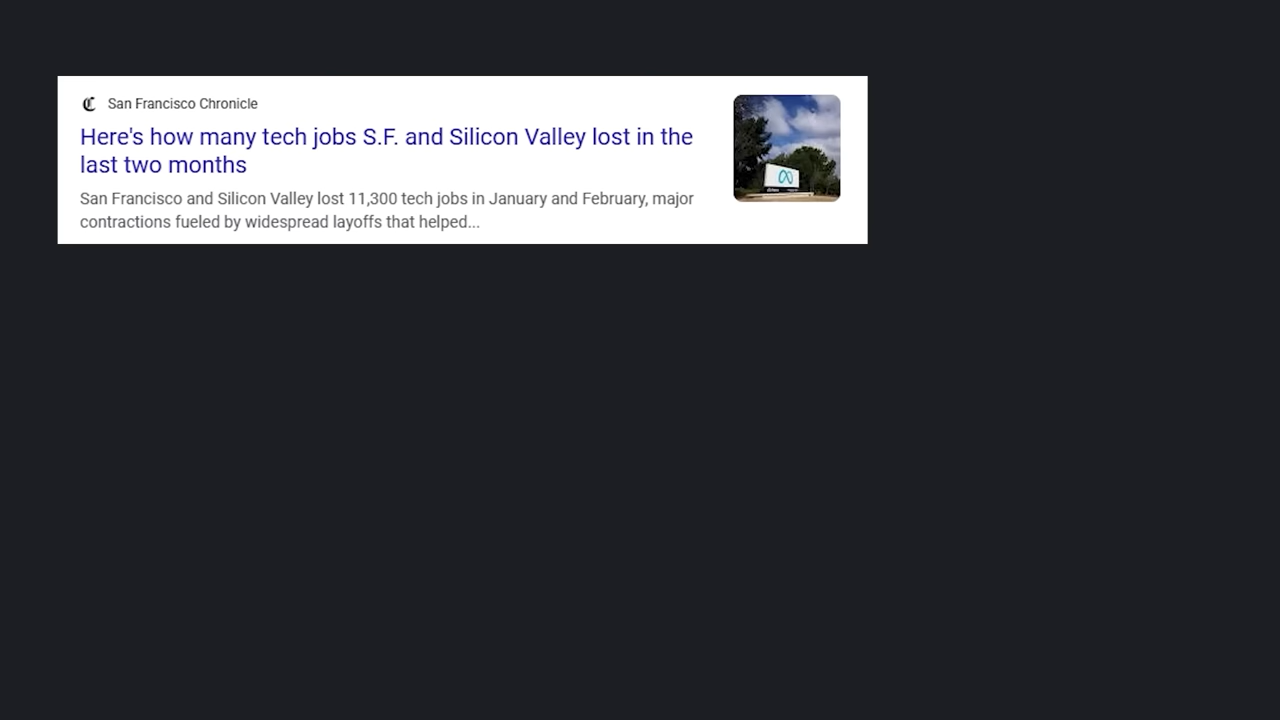 San Francisco Chronicle
Here's how many tech jobs S.F. and Silicon Valley lost in the
last two months
San Francisco and Silicon Valley lost 11,300 tech jobs in January and February, major
contractions fueled by widespread layoffs that helped...